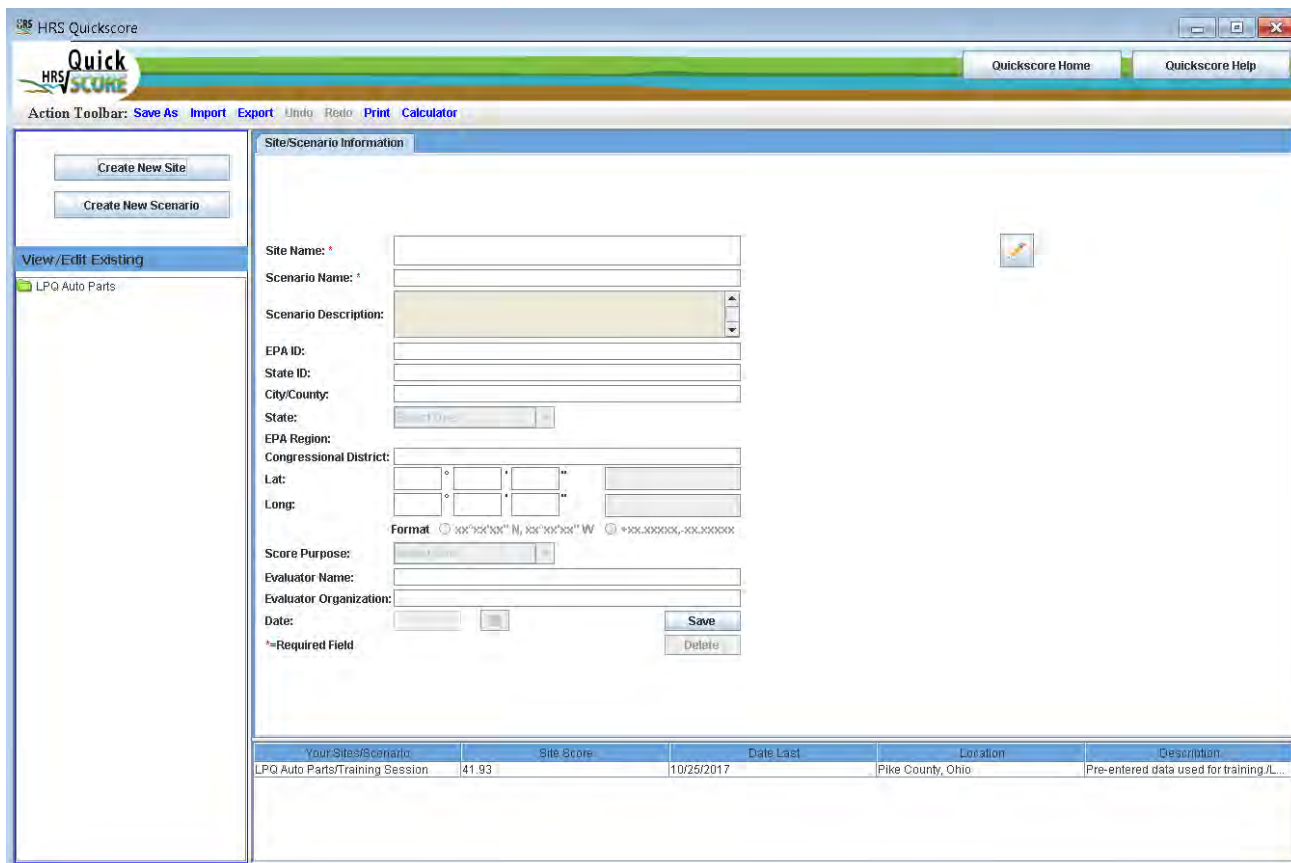 HRS Quickscore
Quick
HRS SCORE
Quickscore Home Quickscore Help
Action Toolbar: Save As Import Export Undo Redo Print Calculator
Create New Site
Create New Scenario
View/Edit Existing
LPQ Auto Parts
Site/Scenario Information
Site Name: *
Scenario Name: *
Scenario Description:
EPA ID:
State ID:
City/County:
State: Select One
EPA Region:
Congressional District:
Lat: ° ' "
Long: ° ' "
Format xx°xx'xx" N, xx°xx'xx" W +xx.xxxxx,-xx.xxxxx
Score Purpose: Select One
Evaluator Name:
Evaluator Organization:
Date:
Save
*=Required Field
Delete
Your Sites/Scenario Site Score Date Last Location Description
LPQ Auto Parts/Training Session 41.93 10/25/2017 Pike County, Ohio Pre-entered data used for training./L...